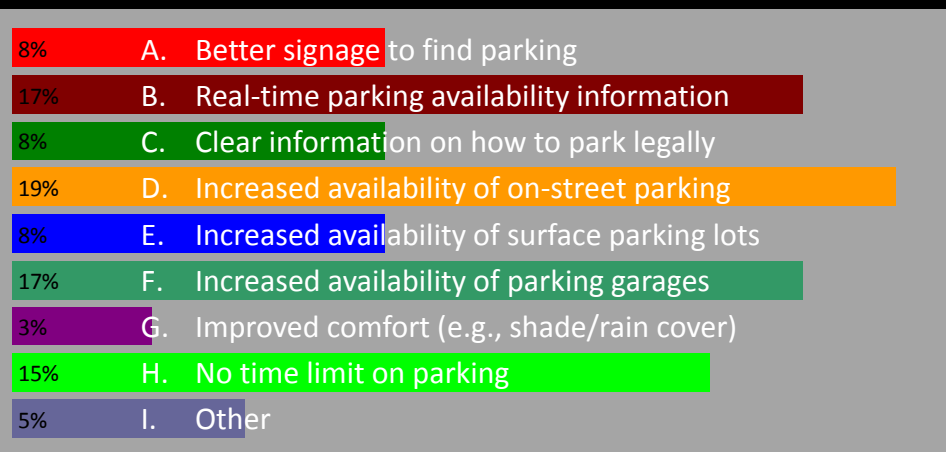 8% A. Better signage to find parking
17% B. Real-time parking availability information
8% C. Clear information on how to park legally
19% D. Increased availability of on-street parking
8% E. Increased availability of surface parking lots
17% F. Increased availability of parking garages
3% G. Improved comfort (e.g., shade/rain cover)
15% H. No time limit on parking
5% I. Other